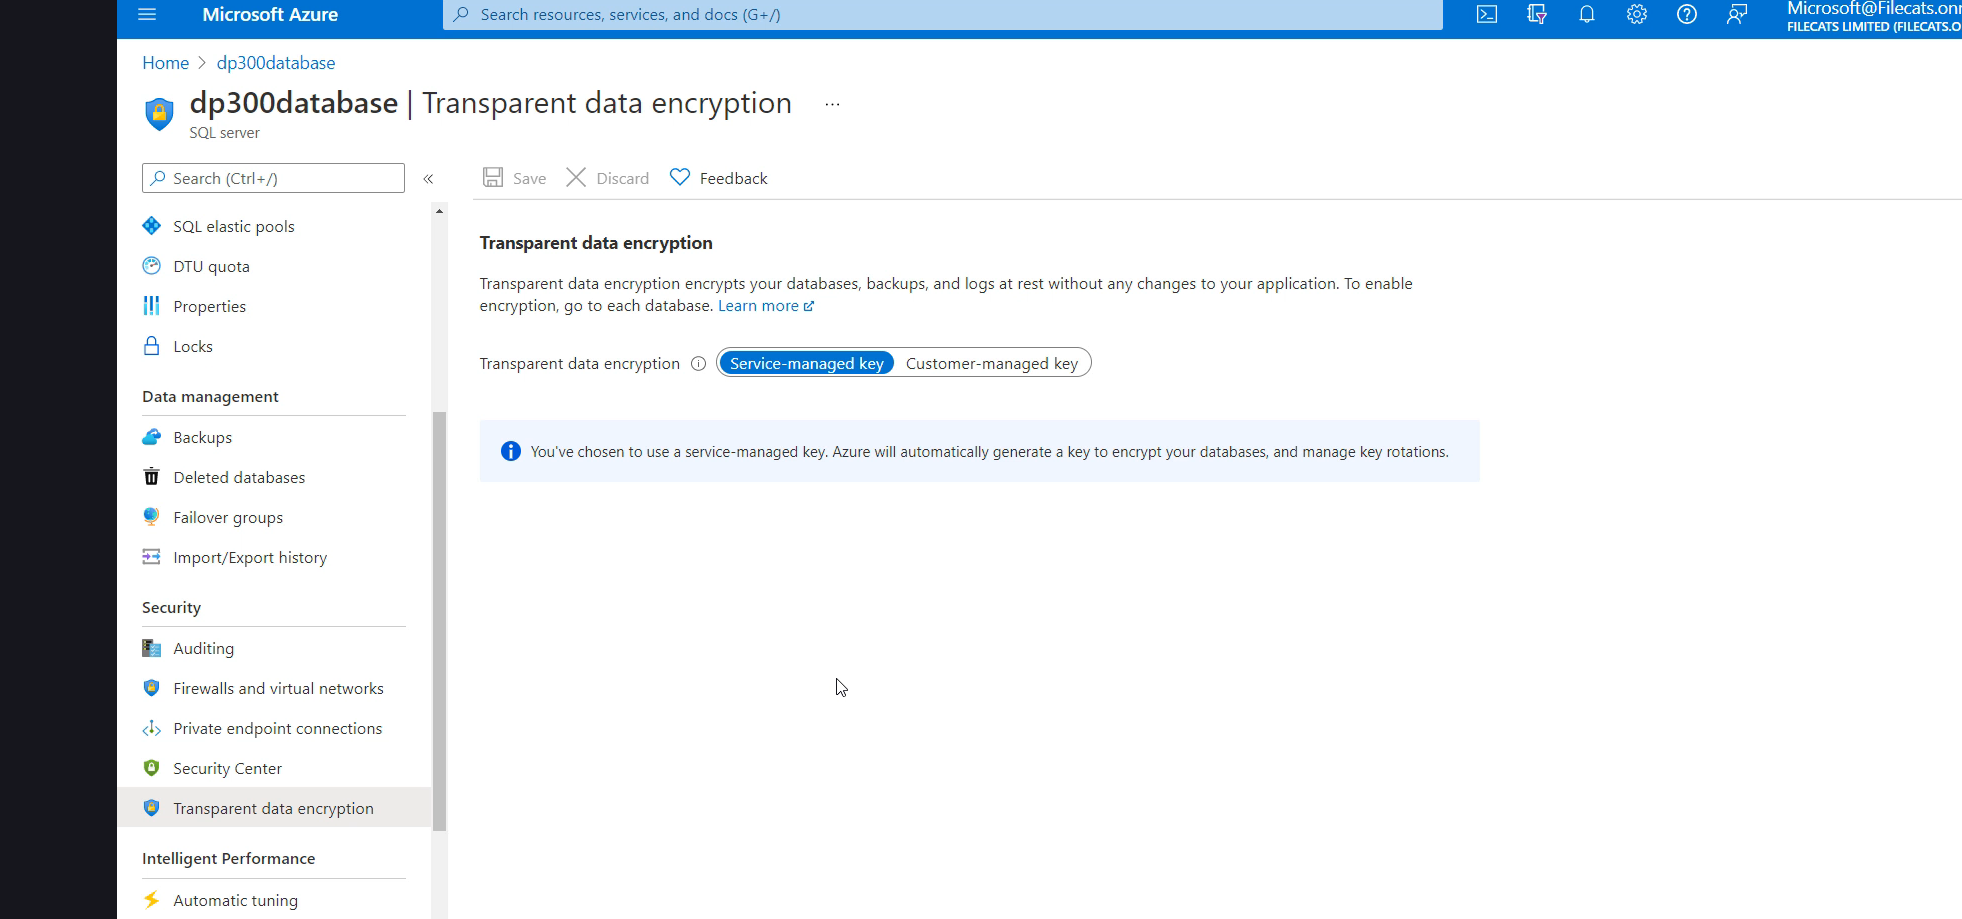 Microsoft Azure
Search resources, services, and docs (G+/)
Microsoft@Filecats.onr
FILECATS LIMITED (FILECATS.O
Home > dp300database
dp300database | Transparent data encryption ...
SQL server
Search (Ctrl+/)
«
Save
Discard
Feedback
SQL elastic pools
DTU quota
Properties
Locks
Data management
Backups
Deleted databases
Failover groups
Import/Export history
Security
Auditing
Firewalls and virtual networks
Private endpoint connections
Security Center
Transparent data encryption
Intelligent Performance
Automatic tuning
Transparent data encryption
Transparent data encryption encrypts your databases, backups, and logs at rest without any changes to your application. To enable
encryption, go to each database. Learn more
Transparent data encryption
Service-managed key
Customer-managed key
You've chosen to use a service-managed key. Azure will automatically generate a key to encrypt your databases, and manage key rotations.